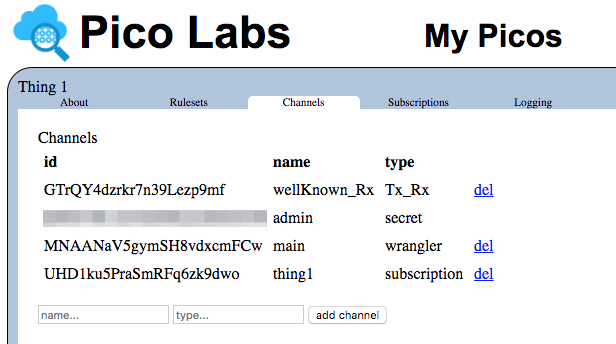 Pico Labs My Picos
Thing 1
About Rulesets Channels Subscriptions Logging
Channels
id name type
GTrQY4dzrkr7n39Lezp9mf wellKnown_Rx Tx_Rx del
admin secret
MNAANaV5gymSH8vdxcmFCw main wrangler del
UHD1ku5PraSmRFq6zk9dwo thing1 subscription del
name... type... add channel